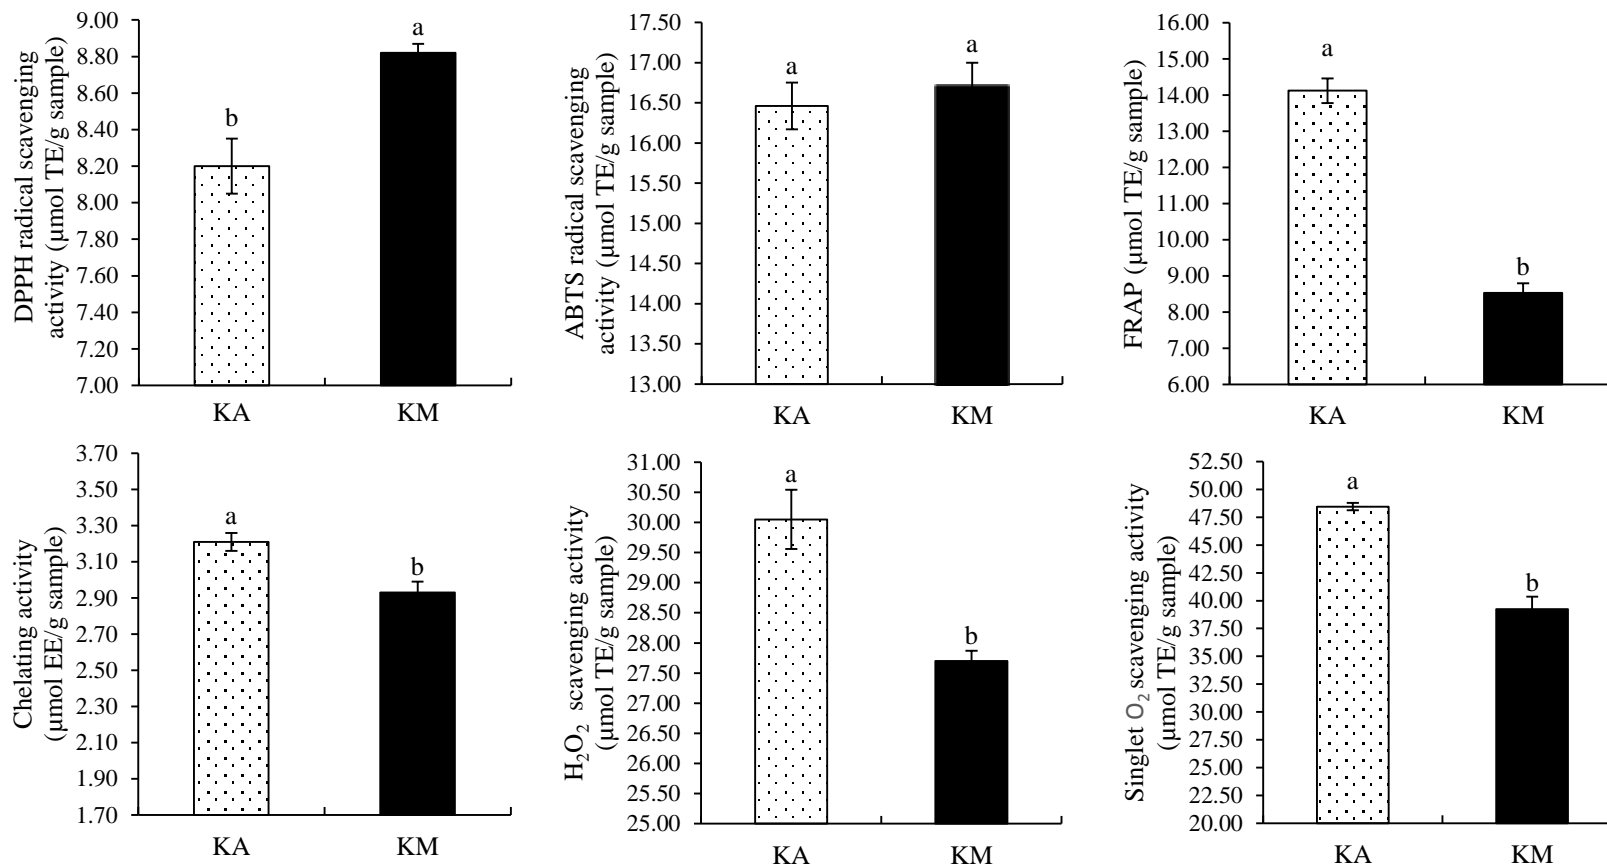 DPPH radical scavenging
activity (μmol TE/g sample)
9.00
8.80
8.60
8.40
8.20
8.00
7.80
7.60
7.40
7.20
7.00
b
a
KA
KM
ABTS radical scavenging
activity (μmol TE/g sample)
17.50
17.00
16.50
16.00
15.50
15.00
14.50
14.00
13.50
13.00
a
a
KA
KM
FRAP (μmol TE/g sample)
16.00
15.00
14.00
13.00
12.00
11.00
10.00
9.00
8.00
7.00
6.00
a
b
KA
KM
Chelating activity
(μmol EE/g sample)
3.70
3.50
3.30
3.10
2.90
2.70
2.50
2.30
2.10
1.90
1.70
a
b
KA
KM
H₂O₂ scavenging activity
(μmol TE/g sample)
31.00
30.50
30.00
29.50
29.00
28.50
28.00
27.50
27.00
26.50
26.00
25.50
25.00
a
b
KA
KM
Singlet O₂ scavenging activity
(μmol TE/g sample)
52.50
50.00
47.50
45.00
42.50
40.00
37.50
35.00
32.50
30.00
27.50
25.00
22.50
20.00
a
b
KA
KM